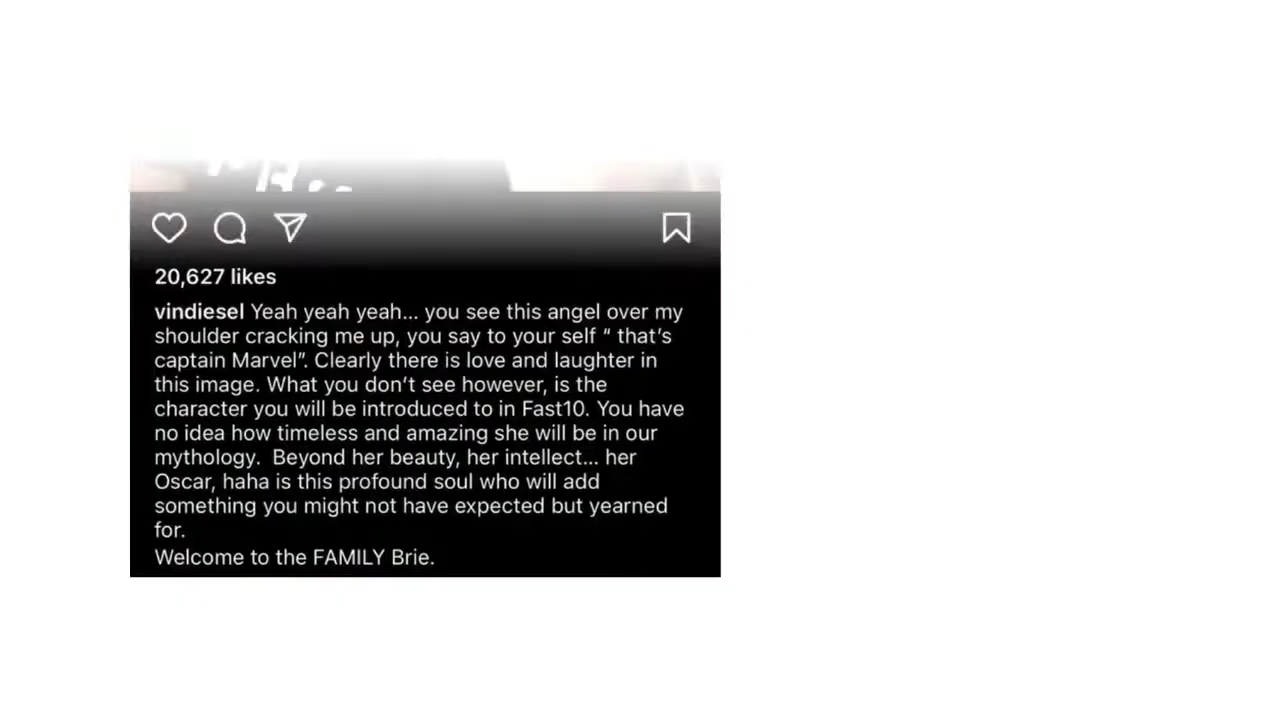 20,627 likes
vindiesel Yeah yeah yeah... you see this angel over my
shoulder cracking me up, you say to your self “ that’s
captain Marvel”. Clearly there is love and laughter in
this image. What you don’t see however, is the
character you will be introduced to in Fast10. You have
no idea how timeless and amazing she will be in our
mythology.  Beyond her beauty, her intellect... her
Oscar, haha is this profound soul who will add
something you might not have expected but yearned
for.
Welcome to the FAMILY Brie.